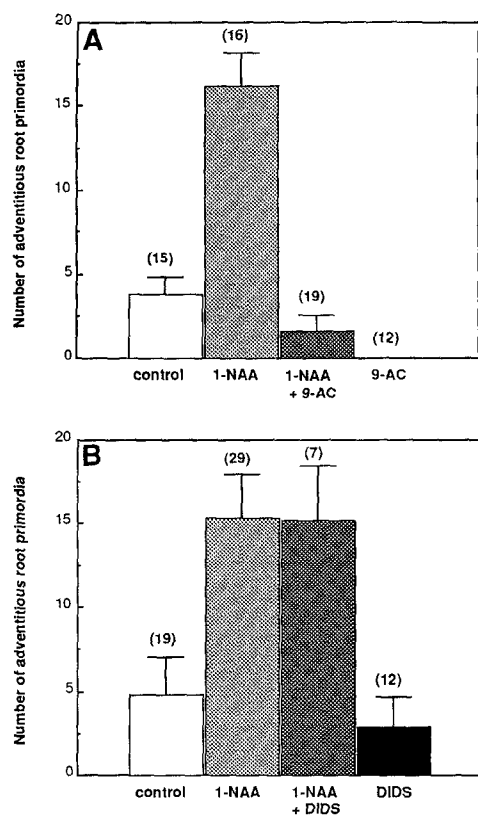 A
Number of adventitious root primordia
20
15
10
5
0
(15)
(16)
(19)
(12)
control
1-NAA
1-NAA
+ 9-AC
9-AC
B
Number of adventitious root primordia
20
15
10
5
0
(19)
(29)
(7)
(12)
control
1-NAA
1-NAA
+ DIDS
DIDS